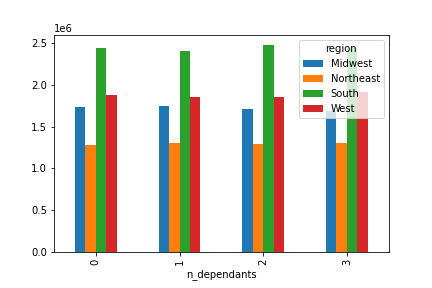 1e6
2.5
2.0
1.5
1.0
0.5
0.0
region
Midwest
Northeast
South
West
0
1
2
3
n_dependants